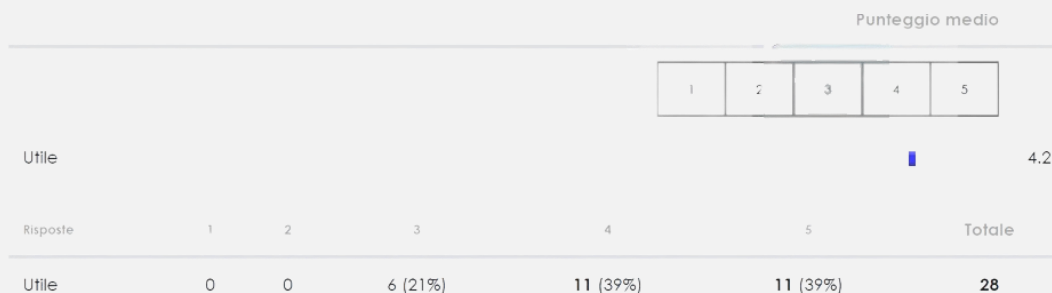 Punteggio medio
1 2 3 4 5
Utile 4.2
Risposte 1 2 3 4 5 Totale
Utile 0 0 6 (21%) 11 (39%) 11 (39%) 28